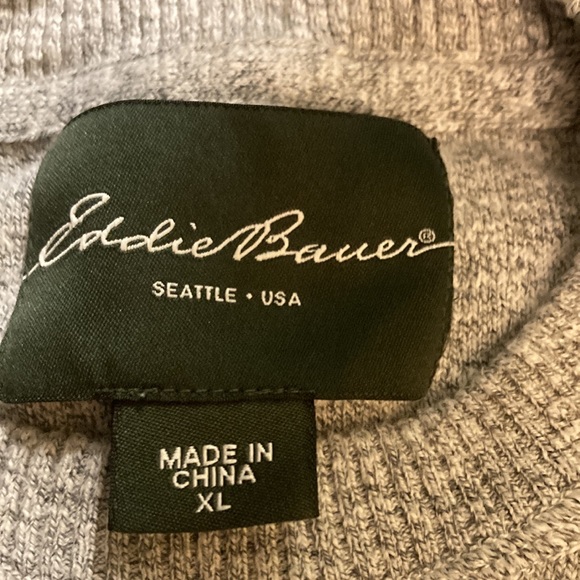 Eddie Bauer®
SEATTLE • USA
MADE IN
CHINA
XL